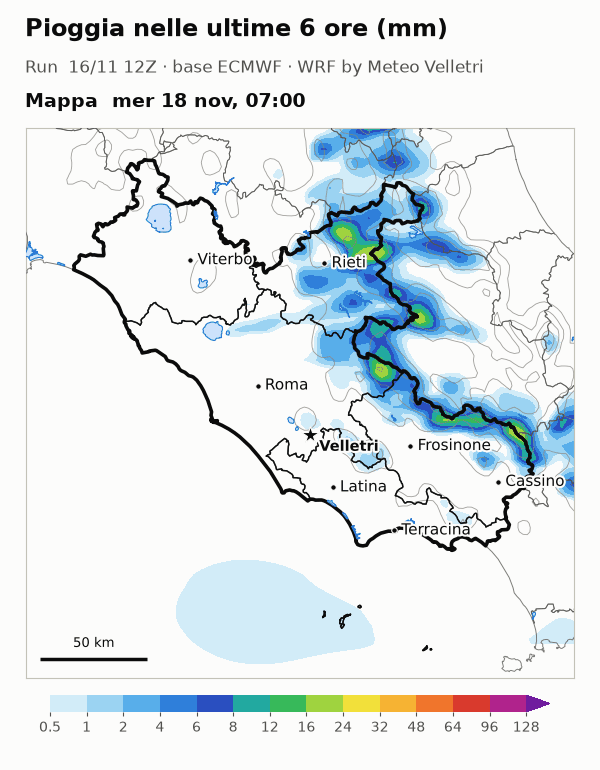 Pioggia nelle ultime 6 ore (mm)
Run  16/11 12Z · base ECMWF · WRF by Meteo Velletri
Mappa  mer 18 nov, 07:00
Viterbo
Rieti
Roma
Velletri
Frosinone
Latina
Cassino
Terracina
50 km
0.5 1 2 4 6 8 12 16 24 32 48 64 96 128